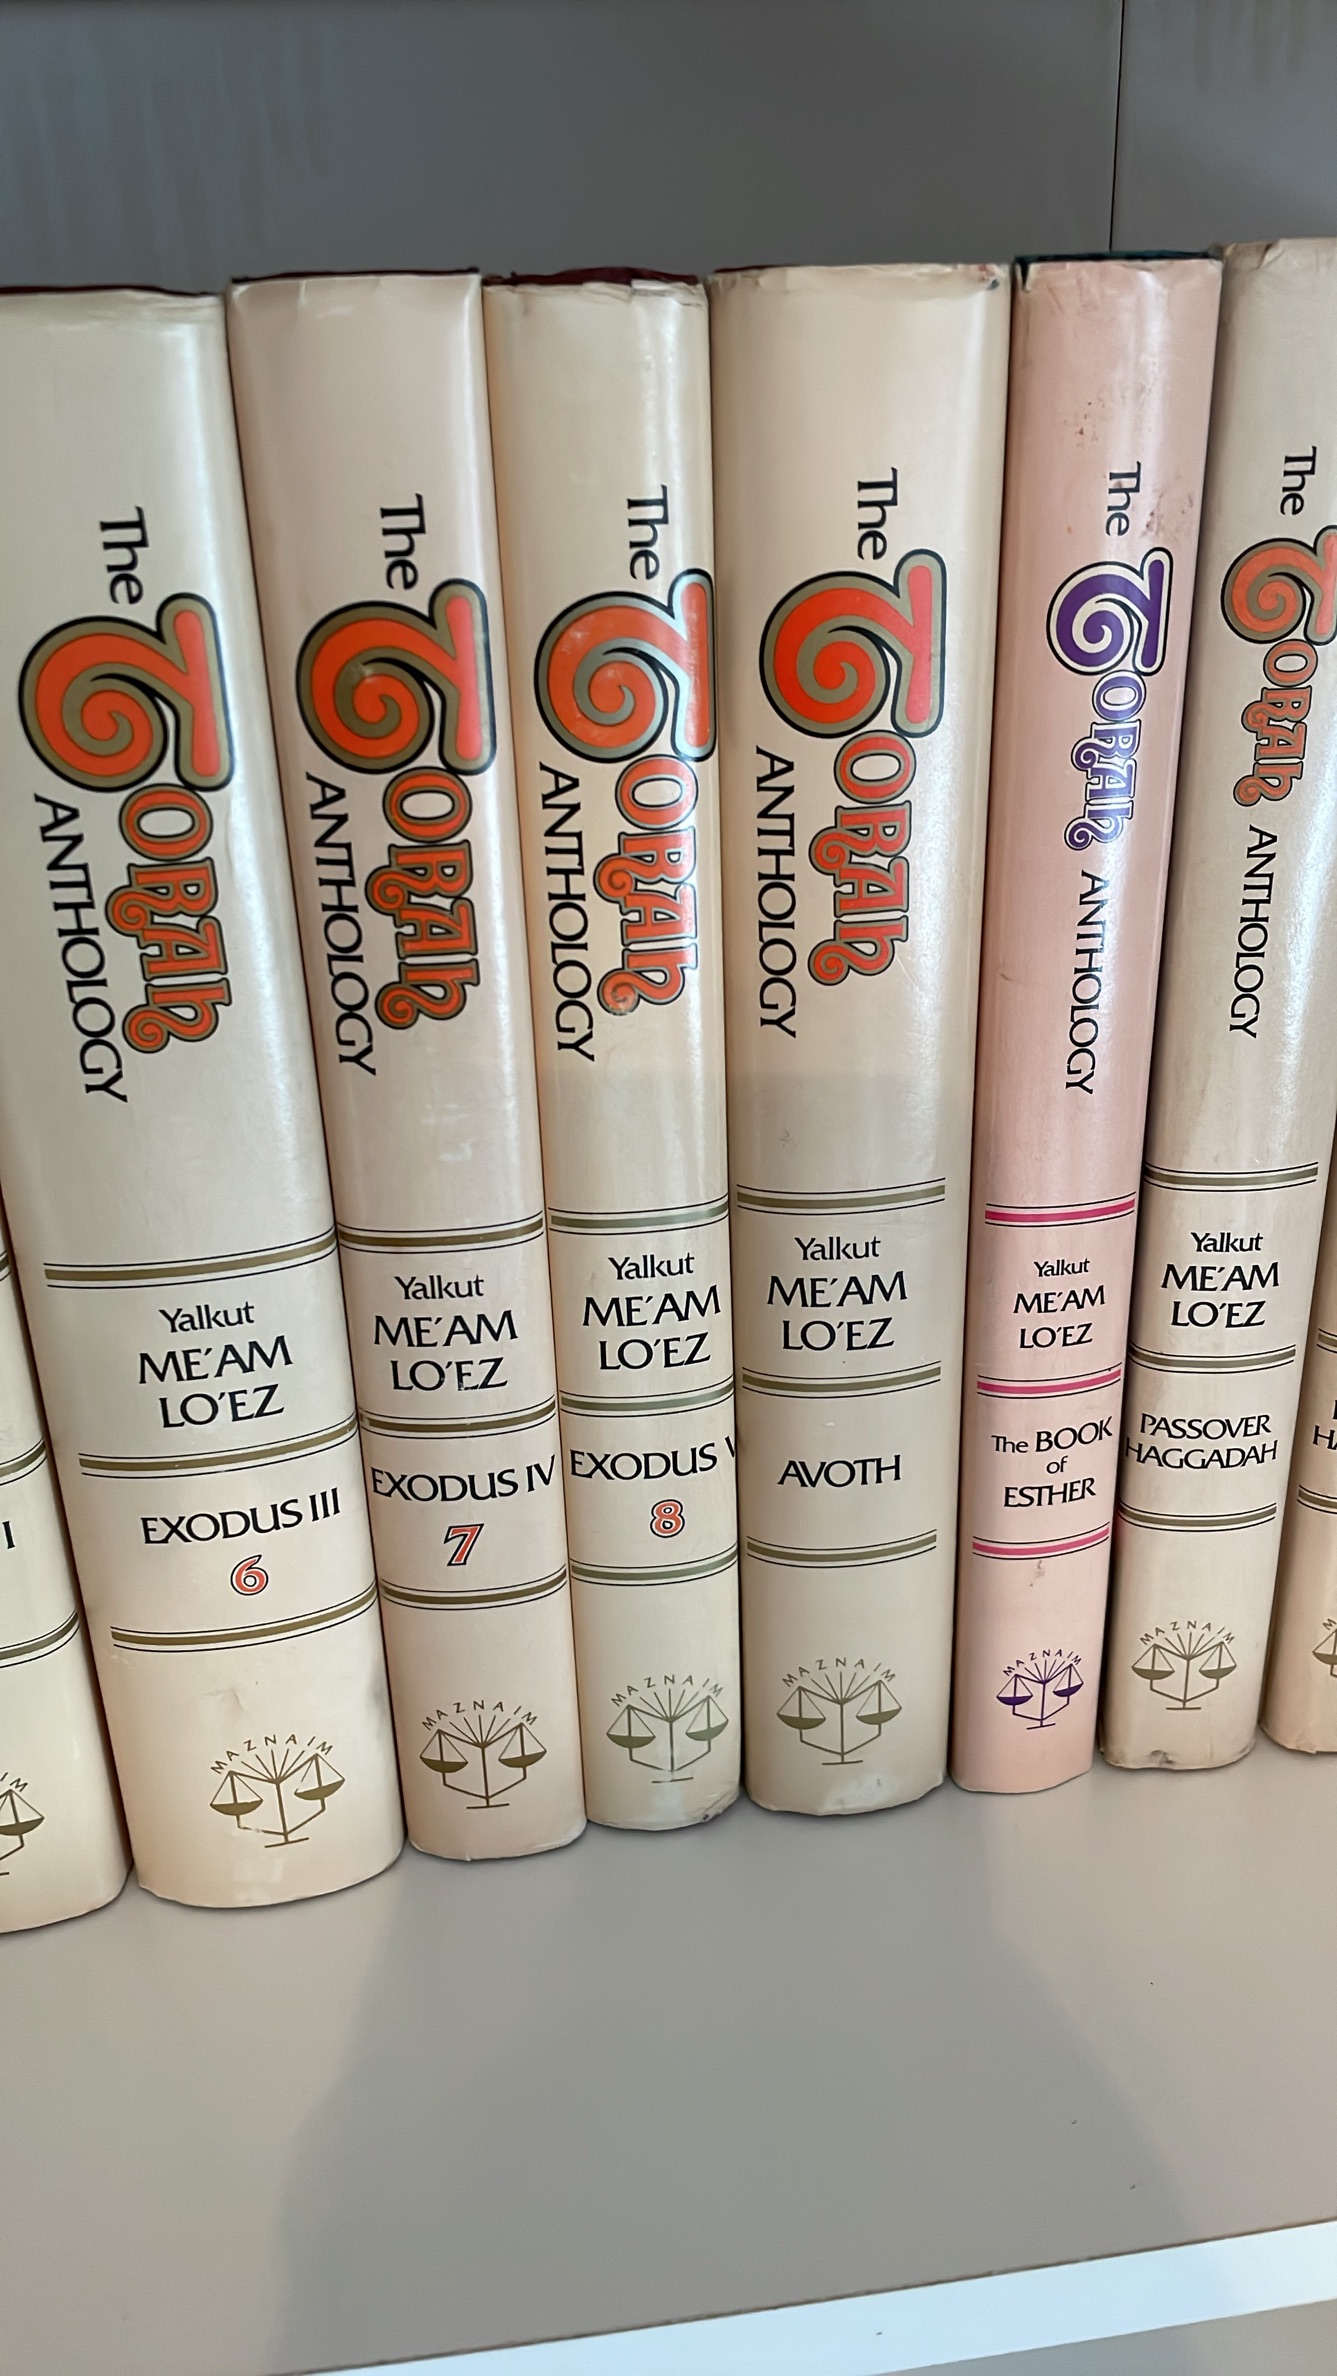 I
The
TORAH
ANTHOLOGY
Yalkut
ME'AM
LO'EZ
EXODUS III
6
MAZNAIM
The
TORAH
ANTHOLOGY
Yalkut
ME'AM
LO'EZ
EXODUS IV
7
MAZNAIM
The
TORAH
ANTHOLOGY
Yalkut
ME'AM
LO'EZ
EXODUS
8
MAZNAIM
The
TORAH
ANTHOLOGY
Yalkut
ME'AM
LO'EZ
AVOTH
MAZNAIM
The TORAH ANTHOLOGY
Yalkut
ME'AM
LO'EZ
The BOOK
of
ESTHER
MAZNAIM
The TORAH ANTHOLOGY
Yalkut
ME'AM
LO'EZ
PASSOVER
HAGGADAH
MAZNAIM